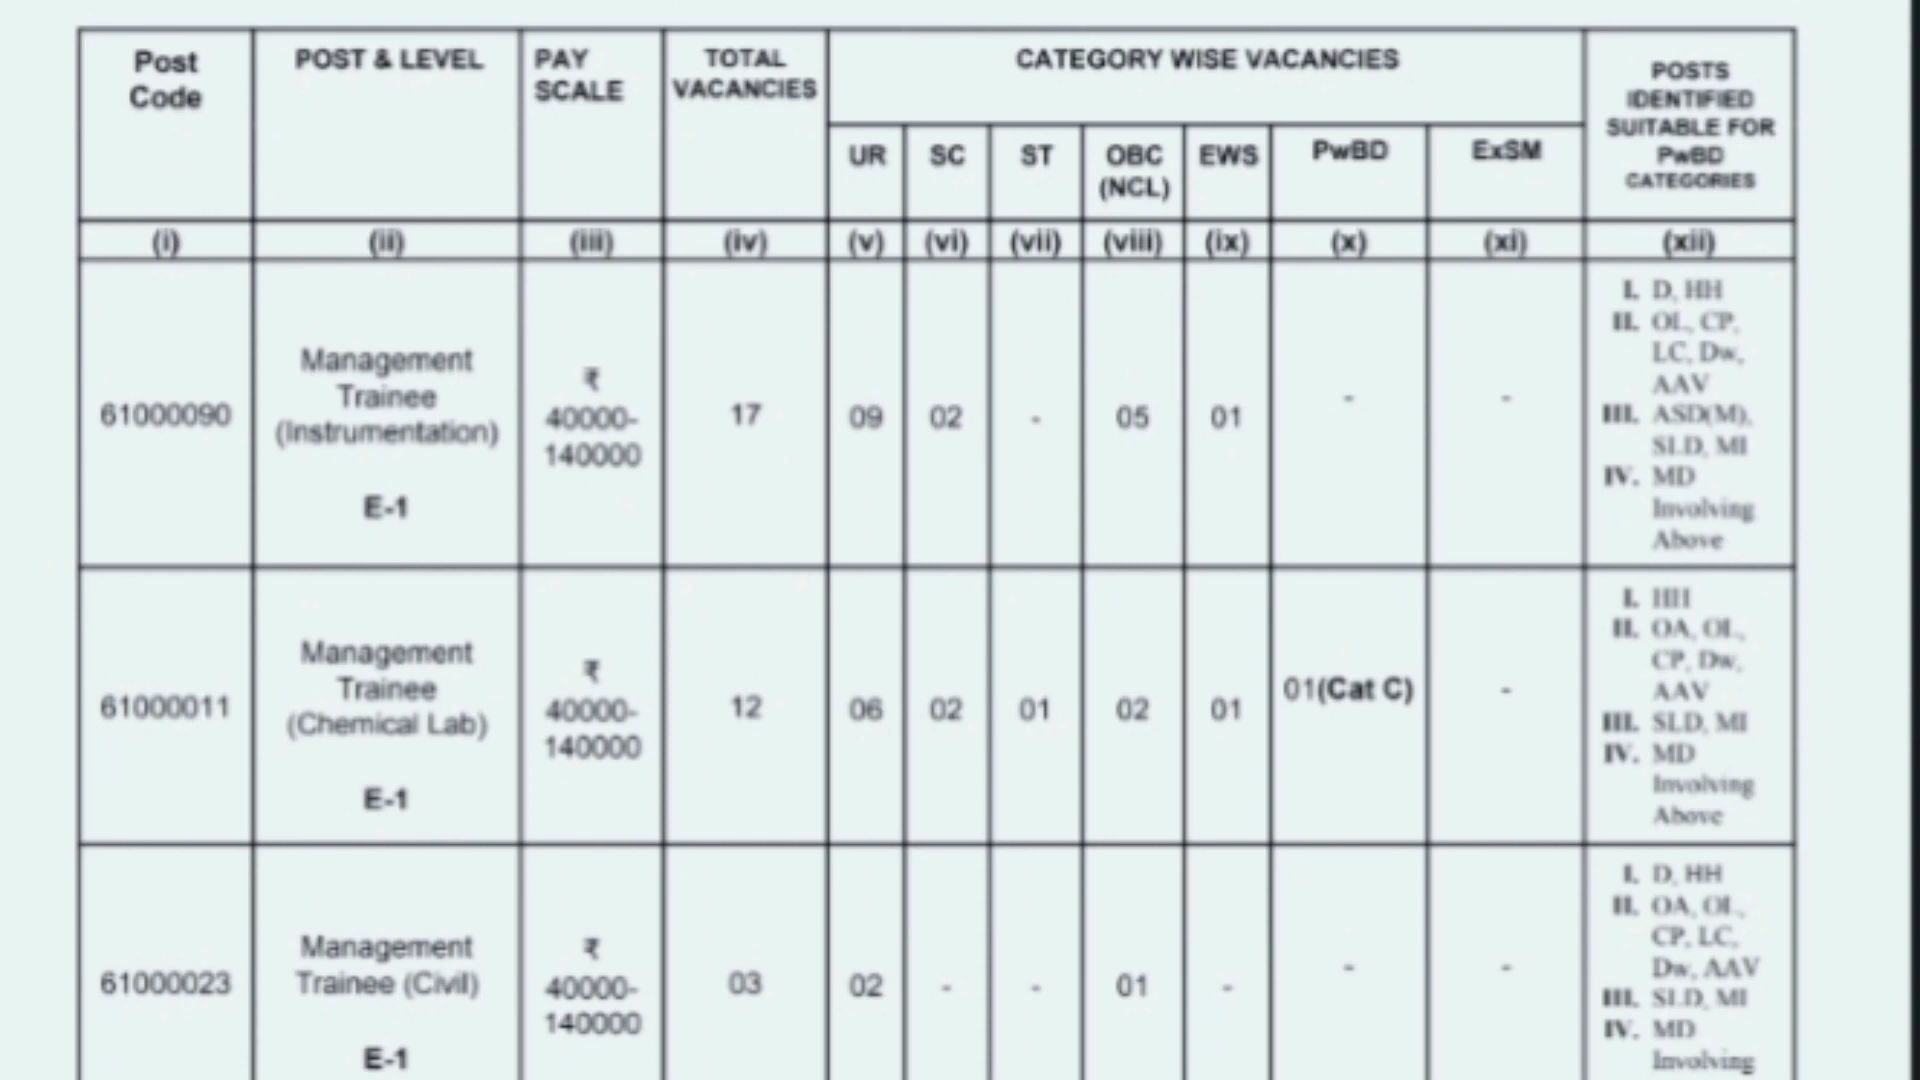 Post Code
POST & LEVEL
PAY SCALE
TOTAL VACANCIES
CATEGORY WISE VACANCIES
POSTS IDENTIFIED SUITABLE FOR PwBD CATEGORIES
UR
SC
ST
OBC (NCL)
EWS
PwBD
ExSM
(i) (ii) (iii) (iv) (v) (vi) (vii) (viii) (ix) (x) (xi) (xii)
61000090
Management
Trainee
(Instrumentation)
E-1
₹
40000-
140000
17 09 02 - 05 01 - -
I. D, HH
II. OL, CP,
LC, Dw,
AAV
III. ASD(M),
SLD, MI
IV. MD
Involving
Above
61000011
Management
Trainee
(Chemical Lab)
E-1
₹
40000-
140000
12 06 02 01 02 01 01(Cat C) -
I. HH
II. OA, OL,
CP, Dw,
AAV
III. SLD, MI
IV. MD
Involving
Above
61000023
Management
Trainee (Civil)
E-1
₹
40000-
140000
03 02 - - 01 - - -
I. D, HH
II. OA, OL,
CP, LC,
Dw, AAV
III. SLD, MI
IV. MD
Involving